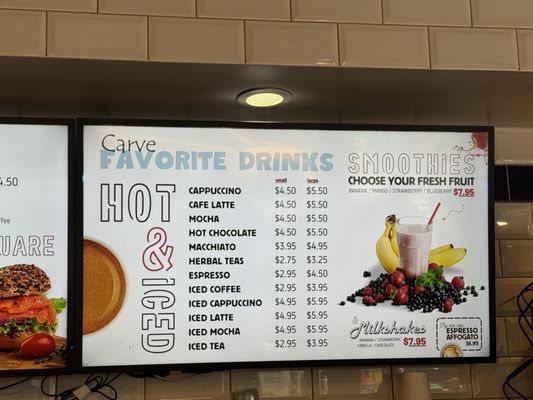 4.50
ffee
UARE
Carve
FAVORITE DRINKS
HOT & ICED
small large
CAPPUCCINO $4.50 $5.50
CAFE LATTE $4.50 $5.50
MOCHA $4.50 $5.50
HOT CHOCOLATE $4.50 $5.50
MACCHIATO $3.95 $4.95
HERBAL TEAS $2.75 $3.25
ESPRESSO $2.95 $4.50
ICED COFFEE $2.95 $3.95
ICED CAPPUCCINO $4.95 $5.95
ICED LATTE $4.95 $5.95
ICED MOCHA $4.95 $5.95
ICED TEA $2.95 $3.95
SMOOTHIES
CHOOSE YOUR FRESH FRUIT
BANANA / MANGO / STRAWBERRY / BLUEBERRY $7.95
Milkshakes
BANANA / STRAWBERRY
VANILLA / CHOCOLATE $7.95
ESPRESSO
AFFOGATO
$6.95